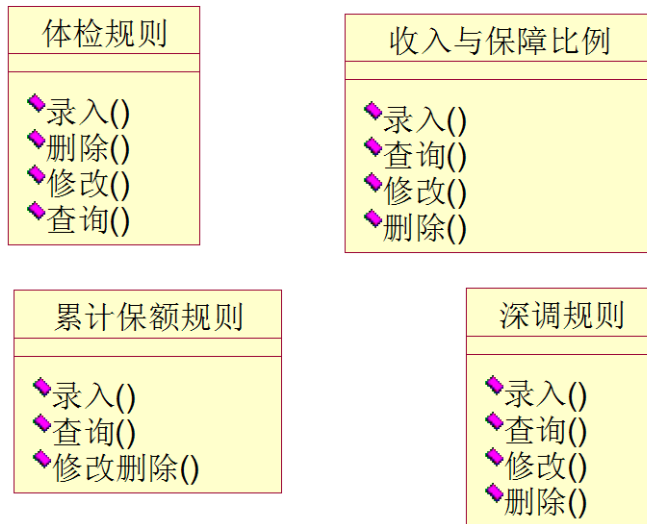 体检规则
录入()
删除()
修改()
查询()
收入与保障比例
录入()
查询()
修改()
删除()
累计保额规则
录入()
查询()
修改删除()
深调规则
录入()
查询()
修改()
删除()